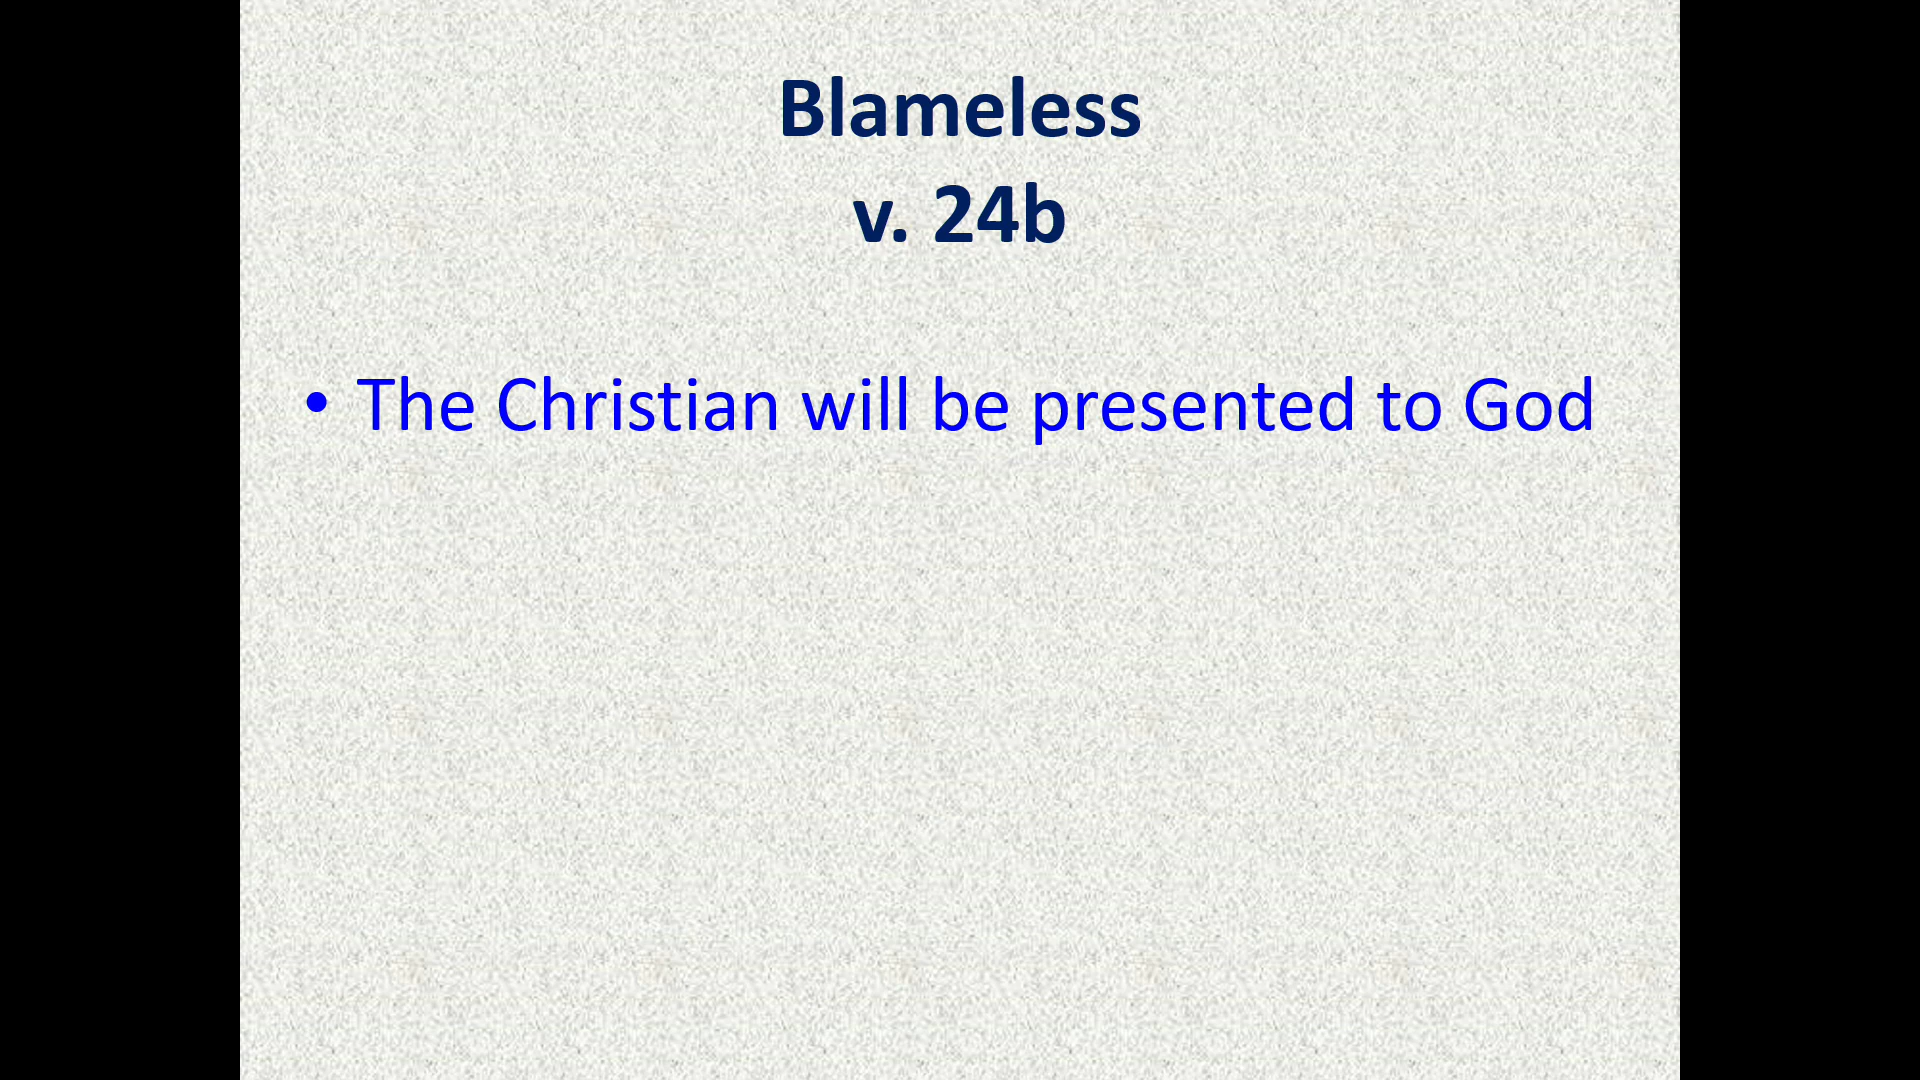 Blameless
v. 24b
• The Christian will be presented to God